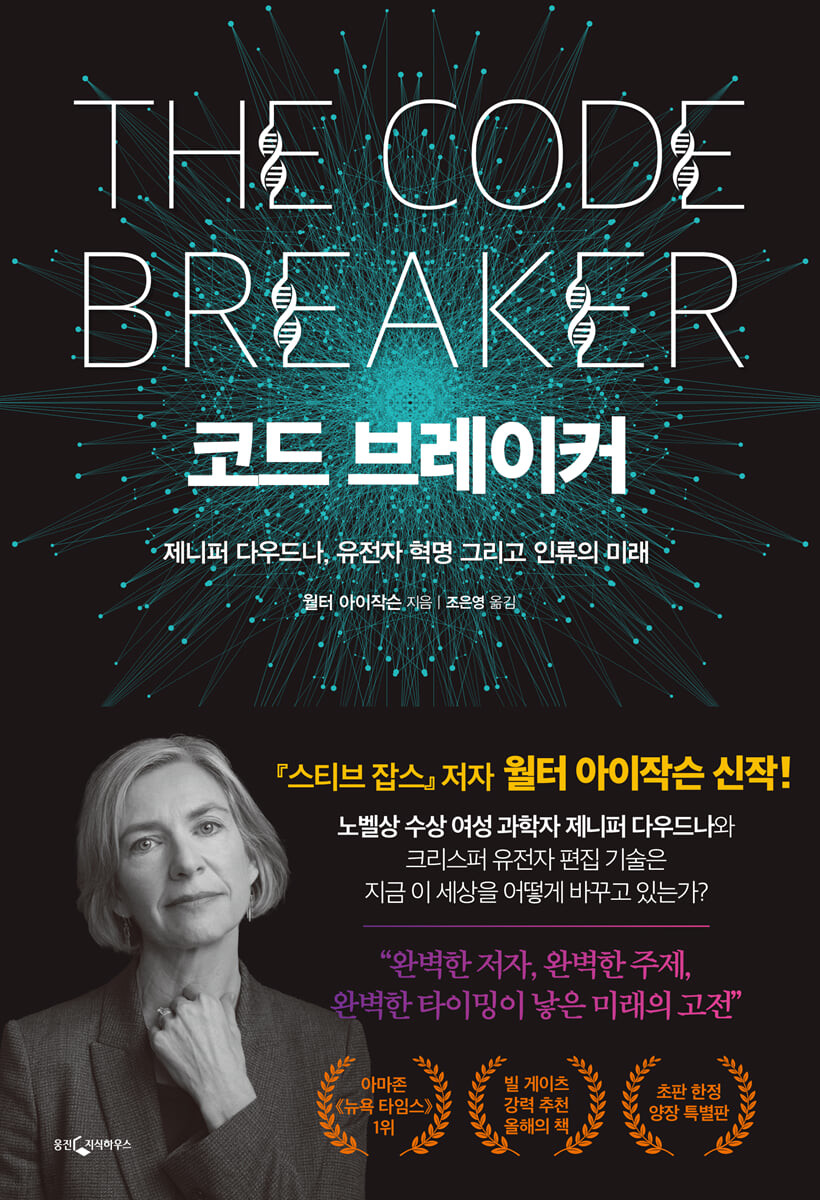 THE CODE
BREAKER
코드 브레이커
제니퍼 다우드나, 유전자 혁명 그리고 인류의 미래
월터 아이작슨 지음 | 조은영 옮김
『스티브 잡스』 저자 월터 아이작슨 신작!
노벨상 수상 여성 과학자 제니퍼 다우드나와
크리스퍼 유전자 편집 기술은
지금 이 세상을 어떻게 바꾸고 있는가?
“완벽한 저자, 완벽한 주제,
완벽한 타이밍이 낳은 미래의 고전”
아마존
《뉴욕 타임스》
1위
빌 게이츠
강력 추천
올해의 책
초판 한정
양장 특별판
웅진 지식하우스